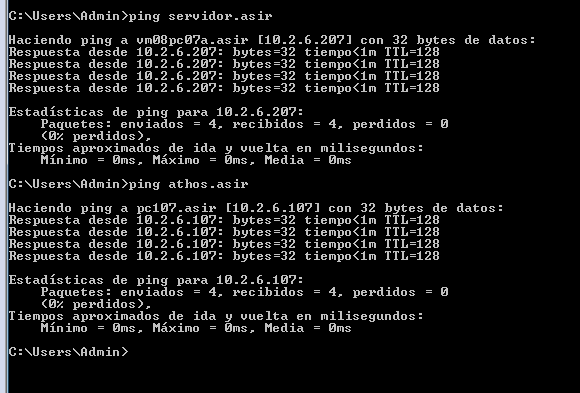 C:\Users\Admin>ping servidor.asir
Haciendo ping a vm08pc07a.asir [10.2.6.207] con 32 bytes de datos:
Respuesta desde 10.2.6.207: bytes=32 tiempo<1m TTL=128
Respuesta desde 10.2.6.207: bytes=32 tiempo<1m TTL=128
Respuesta desde 10.2.6.207: bytes=32 tiempo<1m TTL=128
Respuesta desde 10.2.6.207: bytes=32 tiempo<1m TTL=128
Estadísticas de ping para 10.2.6.207:
Paquetes: enviados = 4, recibidos = 4, perdidos = 0
(0% perdidos),
Tiempos aproximados de ida y vuelta en milisegundos:
Mínimo = 0ms, Máximo = 0ms, Media = 0ms
C:\Users\Admin>ping athos.asir
Haciendo ping a pc107.asir [10.2.6.107] con 32 bytes de datos:
Respuesta desde 10.2.6.107: bytes=32 tiempo<1m TTL=128
Respuesta desde 10.2.6.107: bytes=32 tiempo<1m TTL=128
Respuesta desde 10.2.6.107: bytes=32 tiempo<1m TTL=128
Respuesta desde 10.2.6.107: bytes=32 tiempo<1m TTL=128
Estadísticas de ping para 10.2.6.107:
Paquetes: enviados = 4, recibidos = 4, perdidos = 0
(0% perdidos),
Tiempos aproximados de ida y vuelta en milisegundos:
Mínimo = 0ms, Máximo = 0ms, Media = 0ms
C:\Users\Admin>